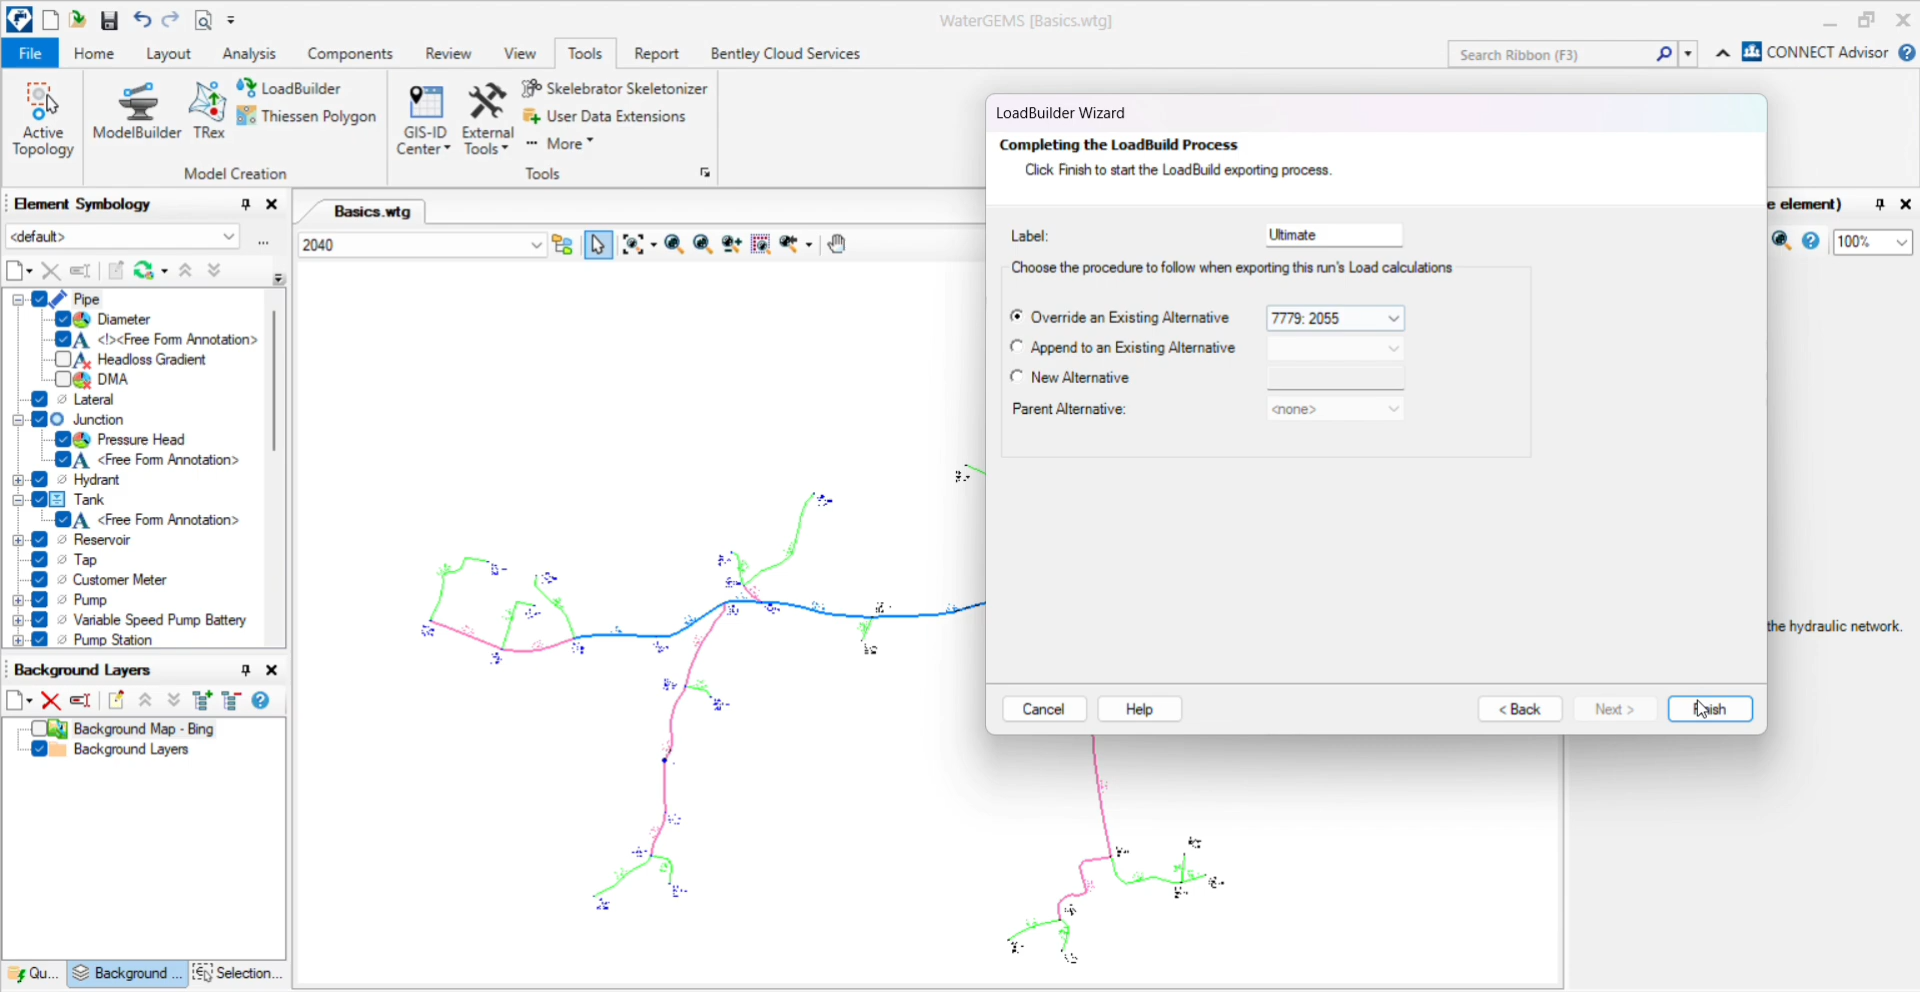 WaterGEMS [Basics.wtg]
File Home Layout Analysis Components Review View Tools Report Bentley Cloud Services
Search Ribbon (F3)
CONNECT Advisor
Active Topology
ModelBuilder
TRex
LoadBuilder
Thiessen Polygon
Model Creation
GIS-ID Center
External Tools
Skelebrator Skeletonizer
User Data Extensions
More
Tools
Element Symbology
<default>
...
Pipe
Diameter
<!><Free Form Annotation>
Headloss Gradient
DMA
Lateral
Junction
Pressure Head
<Free Form Annotation>
Hydrant
Tank
<Free Form Annotation>
Reservoir
Tap
Customer Meter
Pump
Variable Speed Pump Battery
Pump Station
Background Layers
Background Map - Bing
Background Layers
Qu...
Background ...
Selection...
Basics.wtg
2040
LoadBuilder Wizard
Completing the LoadBuild Process
Click Finish to start the LoadBuild exporting process.
Label: Ultimate
Choose the procedure to follow when exporting this run's Load calculations
Override an Existing Alternative 7779: 2055
Append to an Existing Alternative
New Alternative
Parent Alternative: <none>
Cancel Help < Back Next > Finish
e element)
100%
the hydraulic network.